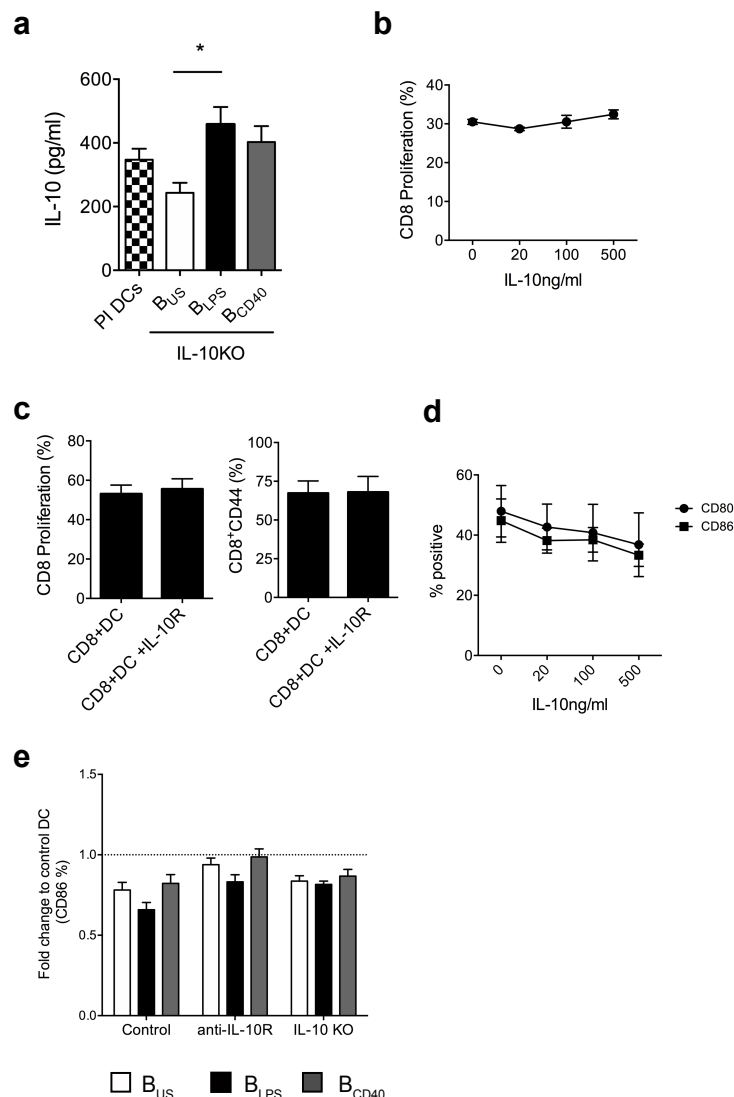 a
*
600
400
200
0
IL-10 (pg/ml)
PI DCs
BUS
BLPS
BCD40
IL-10KO
b
40
30
20
10
0
CD8 Proliferation (%)
0 20 100 500
IL-10ng/ml
c
80
60
40
20
0
CD8 Proliferation (%)
CD8+DC
CD8+DC +IL-10R
100
75
50
25
0
CD8+CD44 (%)
CD8+DC
CD8+DC +IL-10R
d
60
40
20
0
% positive
0 20 100 500
IL-10ng/ml
CD80
CD86
e
1.5
1.0
0.5
0.0
Fold change to control DC
(CD86 %)
Control anti-IL-10R IL-10 KO
BUS BLPS BCD40